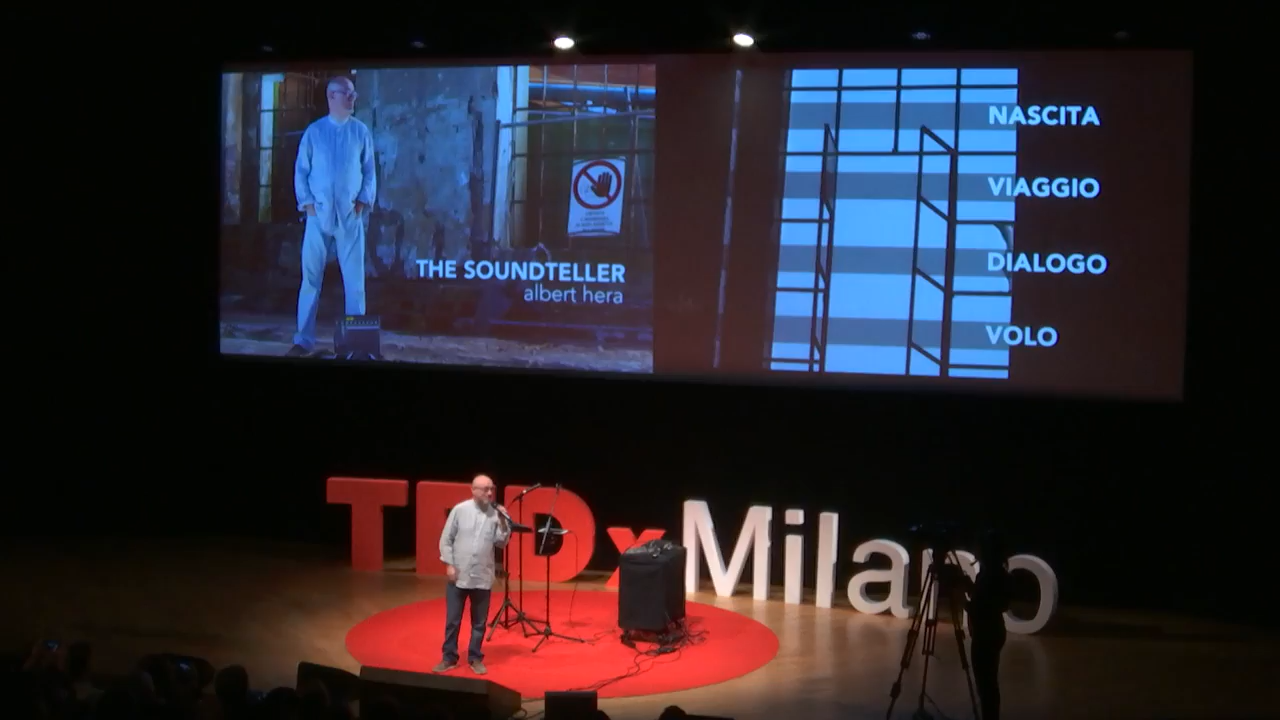 THE SOUNDTELLER
albert hera
NASCITA
VIAGGIO
DIALOGO
VOLO
TEDxMilano